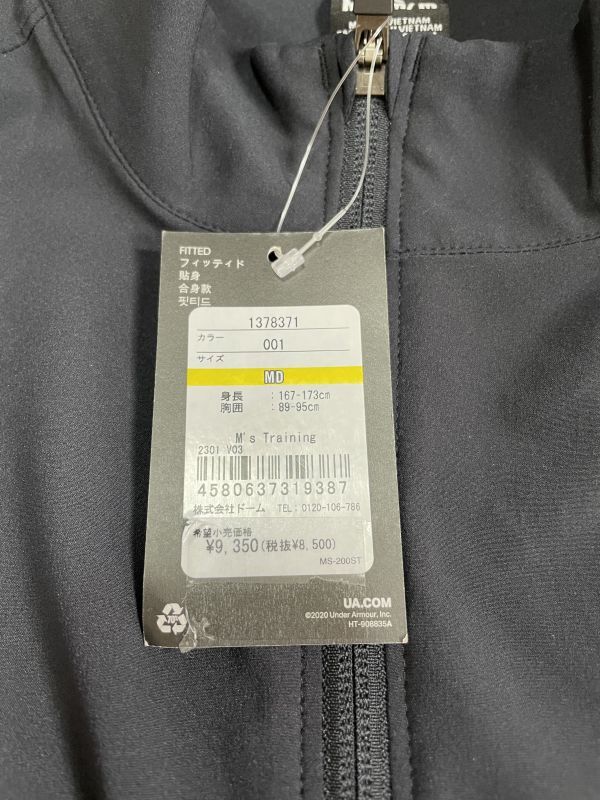 VIETNAM
VIETNAM
FITTED
フィッティド
貼身
合身款
핏티드
1378371
カラー
001
サイズ
MD
身長 :167-173cm
胸囲 :89-95cm
M's Training
2301 V03
4580637319387
株式会社ドーム TEL:0120-106-786
希望小売価格
¥9,350(税抜¥8,500)
MS-200ST
UA.COM
©2020 Under Armour, Inc.
HT-908835A